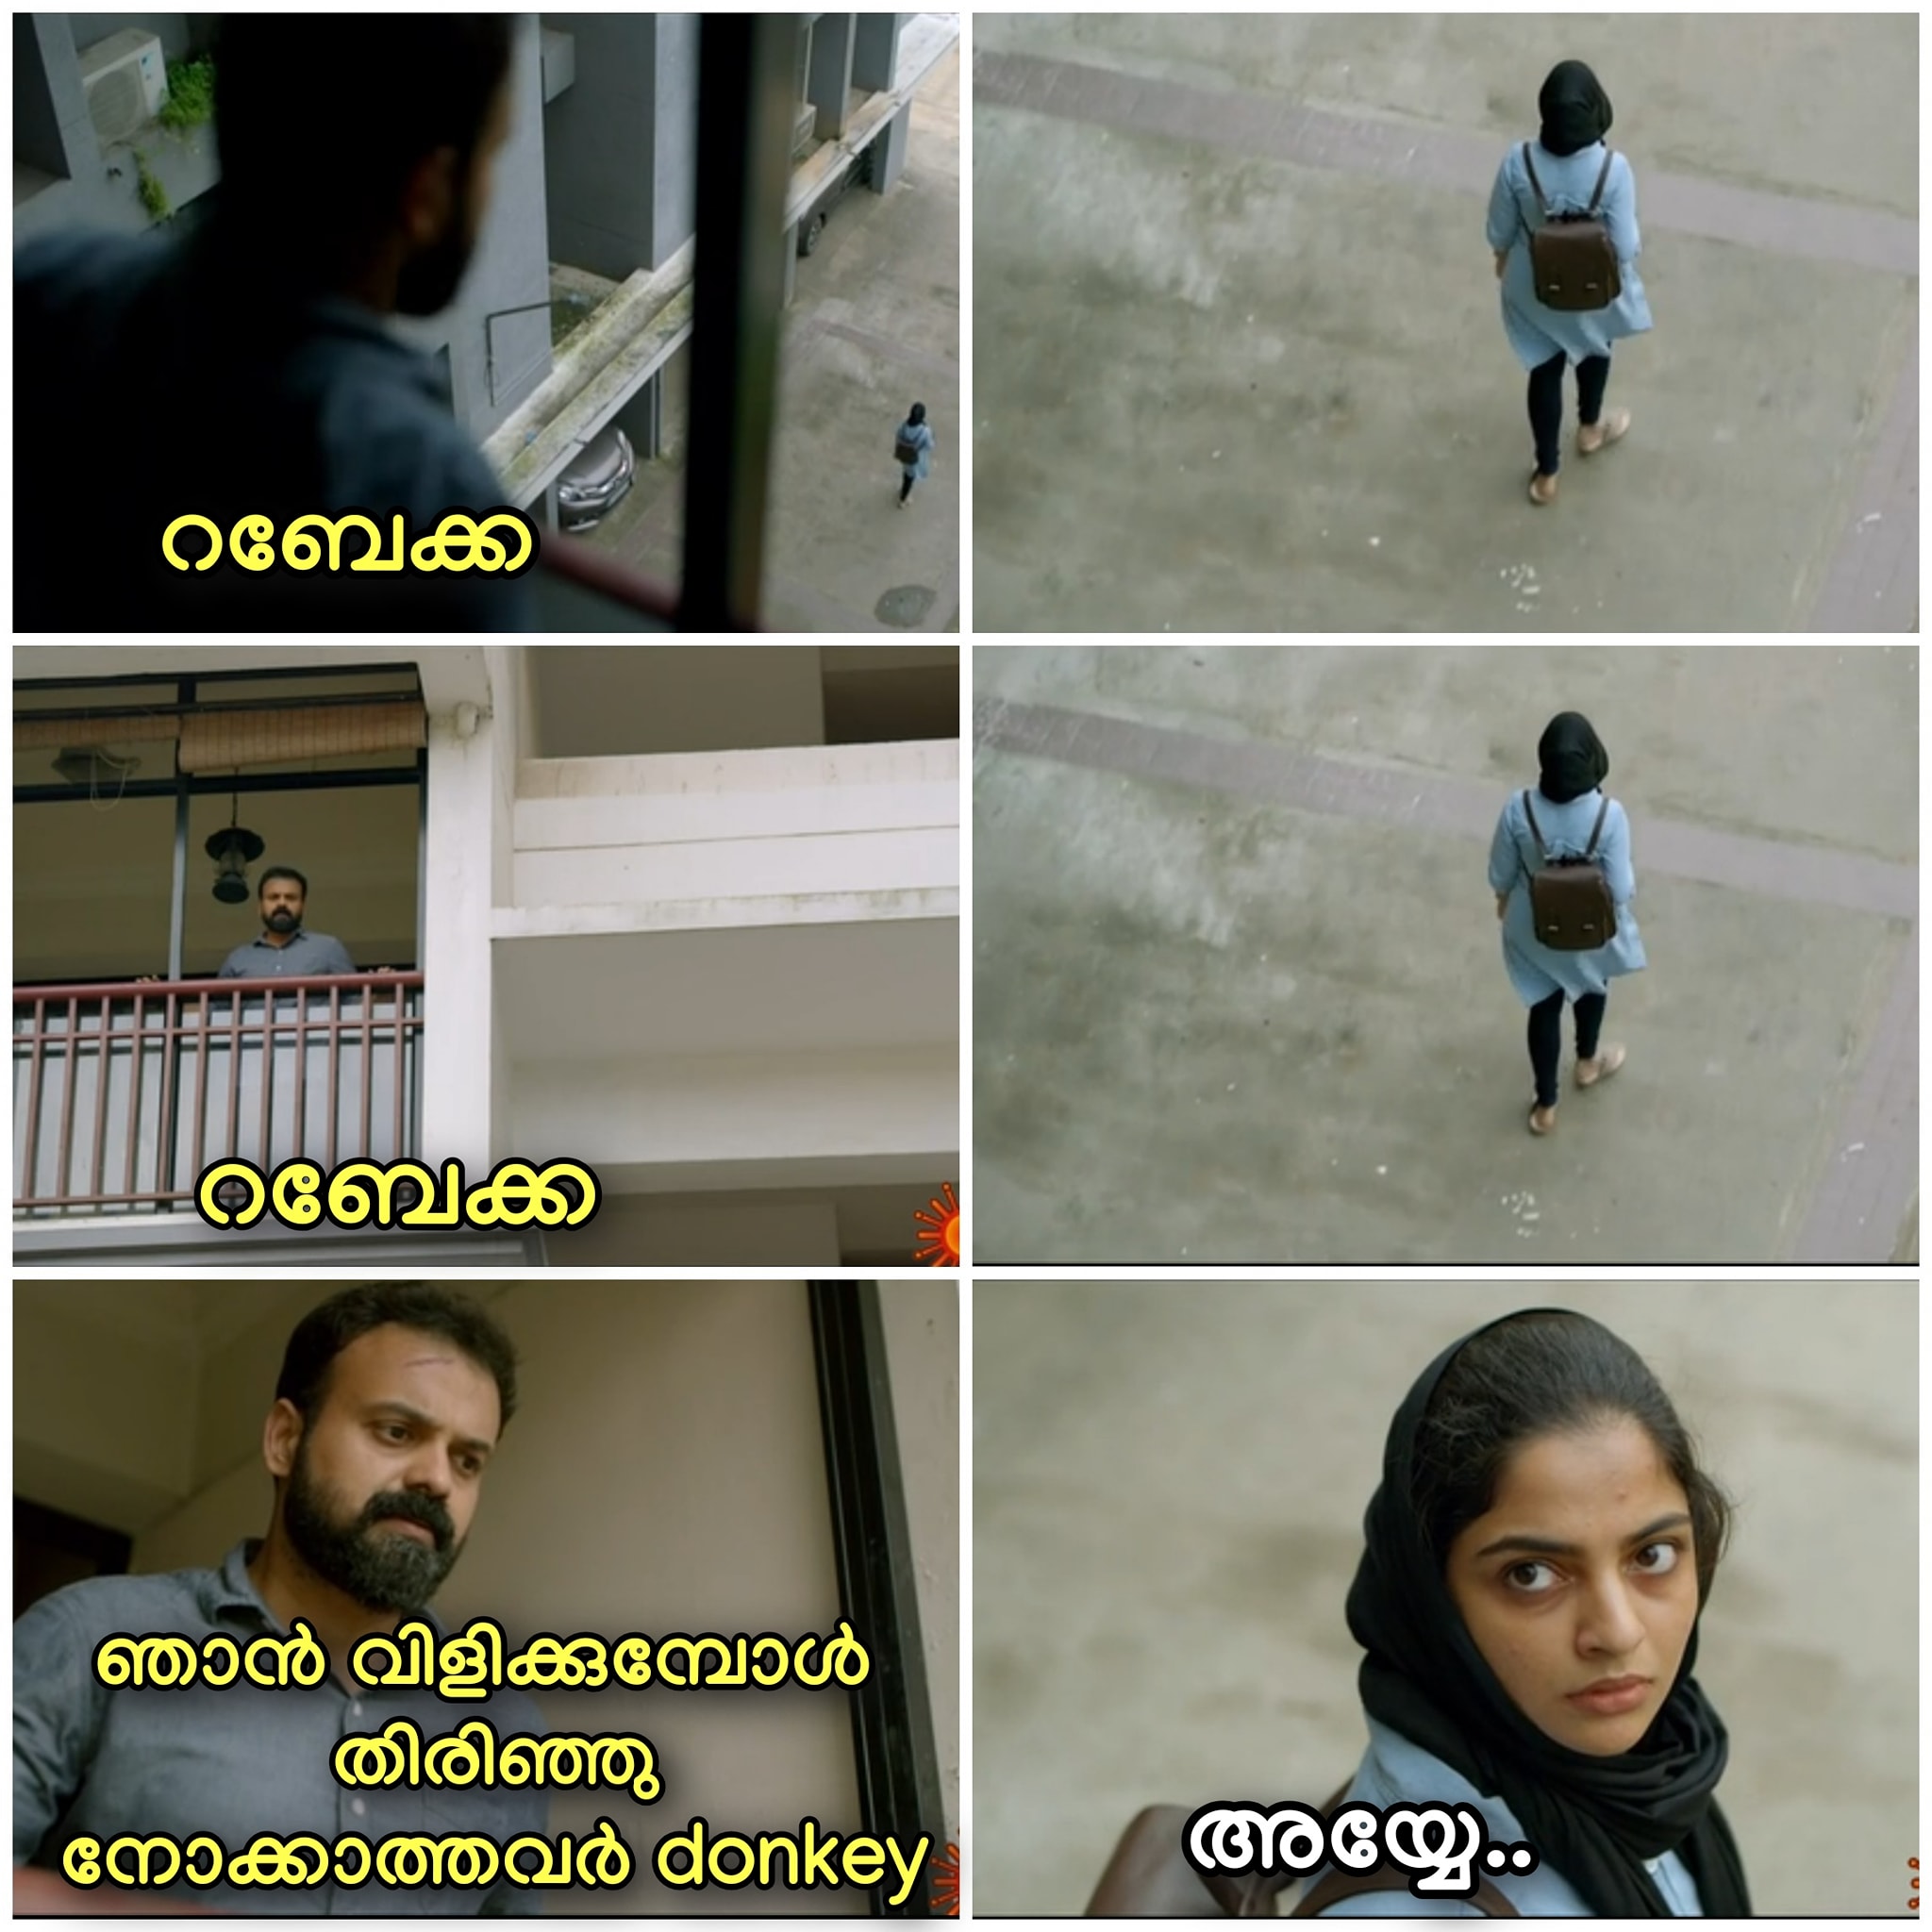 റബേക്ക
റബേക്ക
ഞാൻ വിളിക്കുമ്പോൾ
തിരിഞ്ഞു
നോക്കാത്തവർ donkey
അയ്യേ..